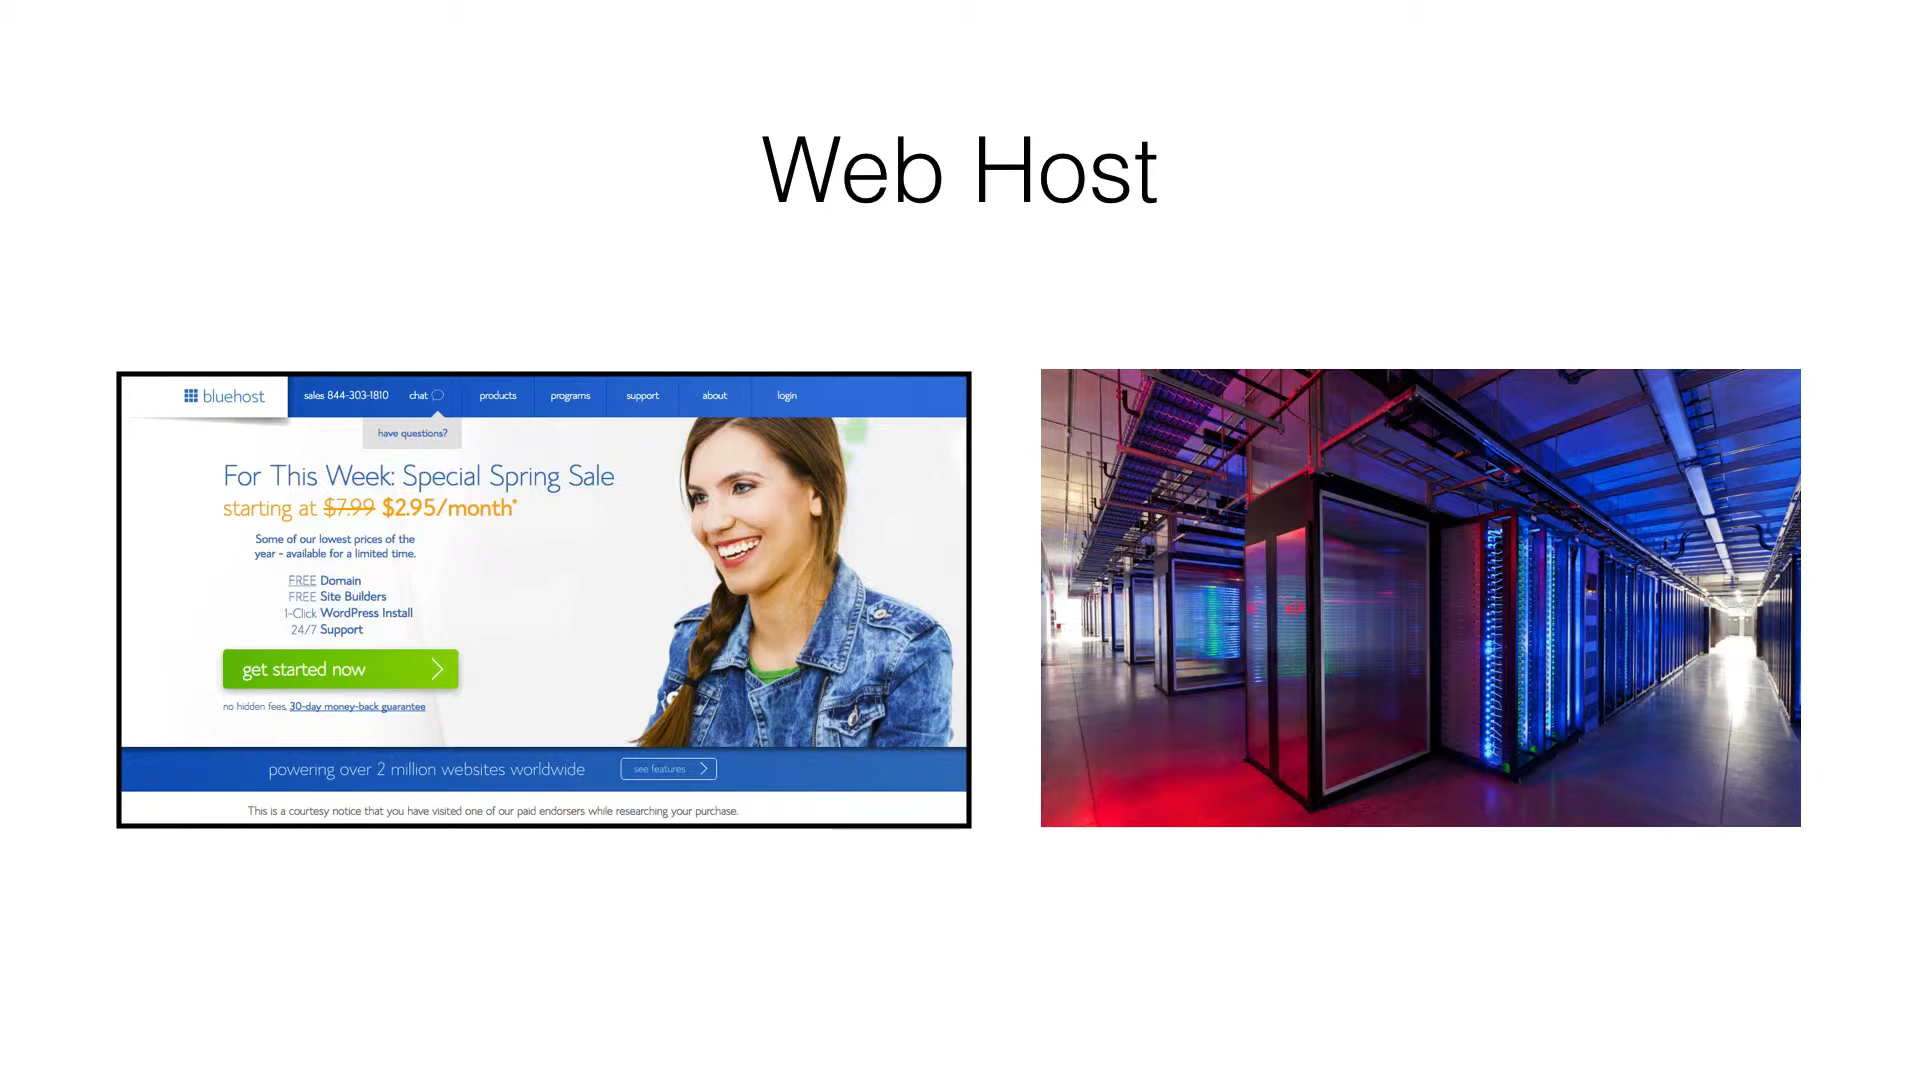 Web Host
bluehost
sales 844-303-1810 chat products programs support about login
have questions?
For This Week: Special Spring Sale
starting at $7.99 $2.95/month*
Some of our lowest prices of the
year - available for a limited time.
FREE Domain
FREE Site Builders
1-Click WordPress Install
24/7 Support
get started now
no hidden fees, 30-day money-back guarantee
powering over 2 million websites worldwide see features
This is a courtesy notice that you have visited one of our paid endorsers while researching your purchase.